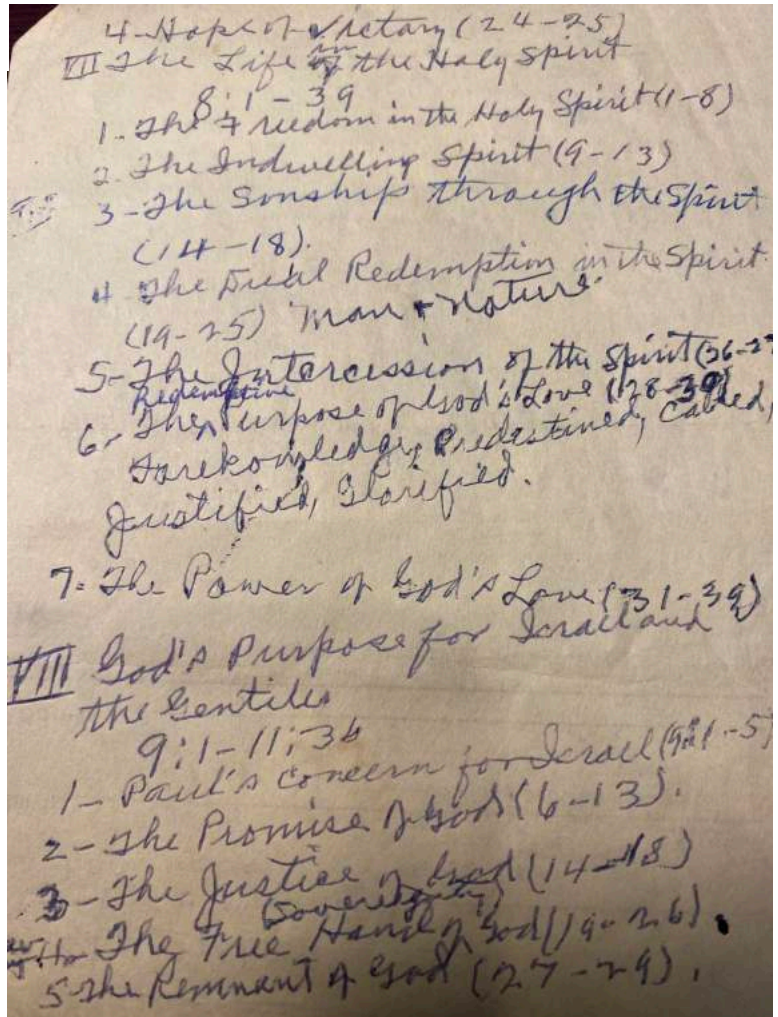 4-Hope of Victory (24-25)
VII The Life in the Holy Spirit
8:1-39
1. The Freedom in the Holy Spirit (1-8)
2. The Indwelling Spirit (9-13)
3-The Sonship through the Spirit
(14-18).
4 The Dual Redemption in the Spirit
(19-25) Man + Nature.
5-The Intercession of the Spirit (26-27
Redemptive
6- The Purpose of God's Love (28-39)
Forekowledge, Predestined, Called,
Justified, Glorified.
7. The Power of God's Love (31-39)
VIII God's Purpose for Israel and
the Gentiles
9:1-11:36
1- Paul's Concern for Israel (9:1-5)
2-The Promise of God (6-13).
3-The Justice of God (14-18)
(Sovereignty)
The Free Hand of God (19-26).
5-The Remnant of God (27-29).